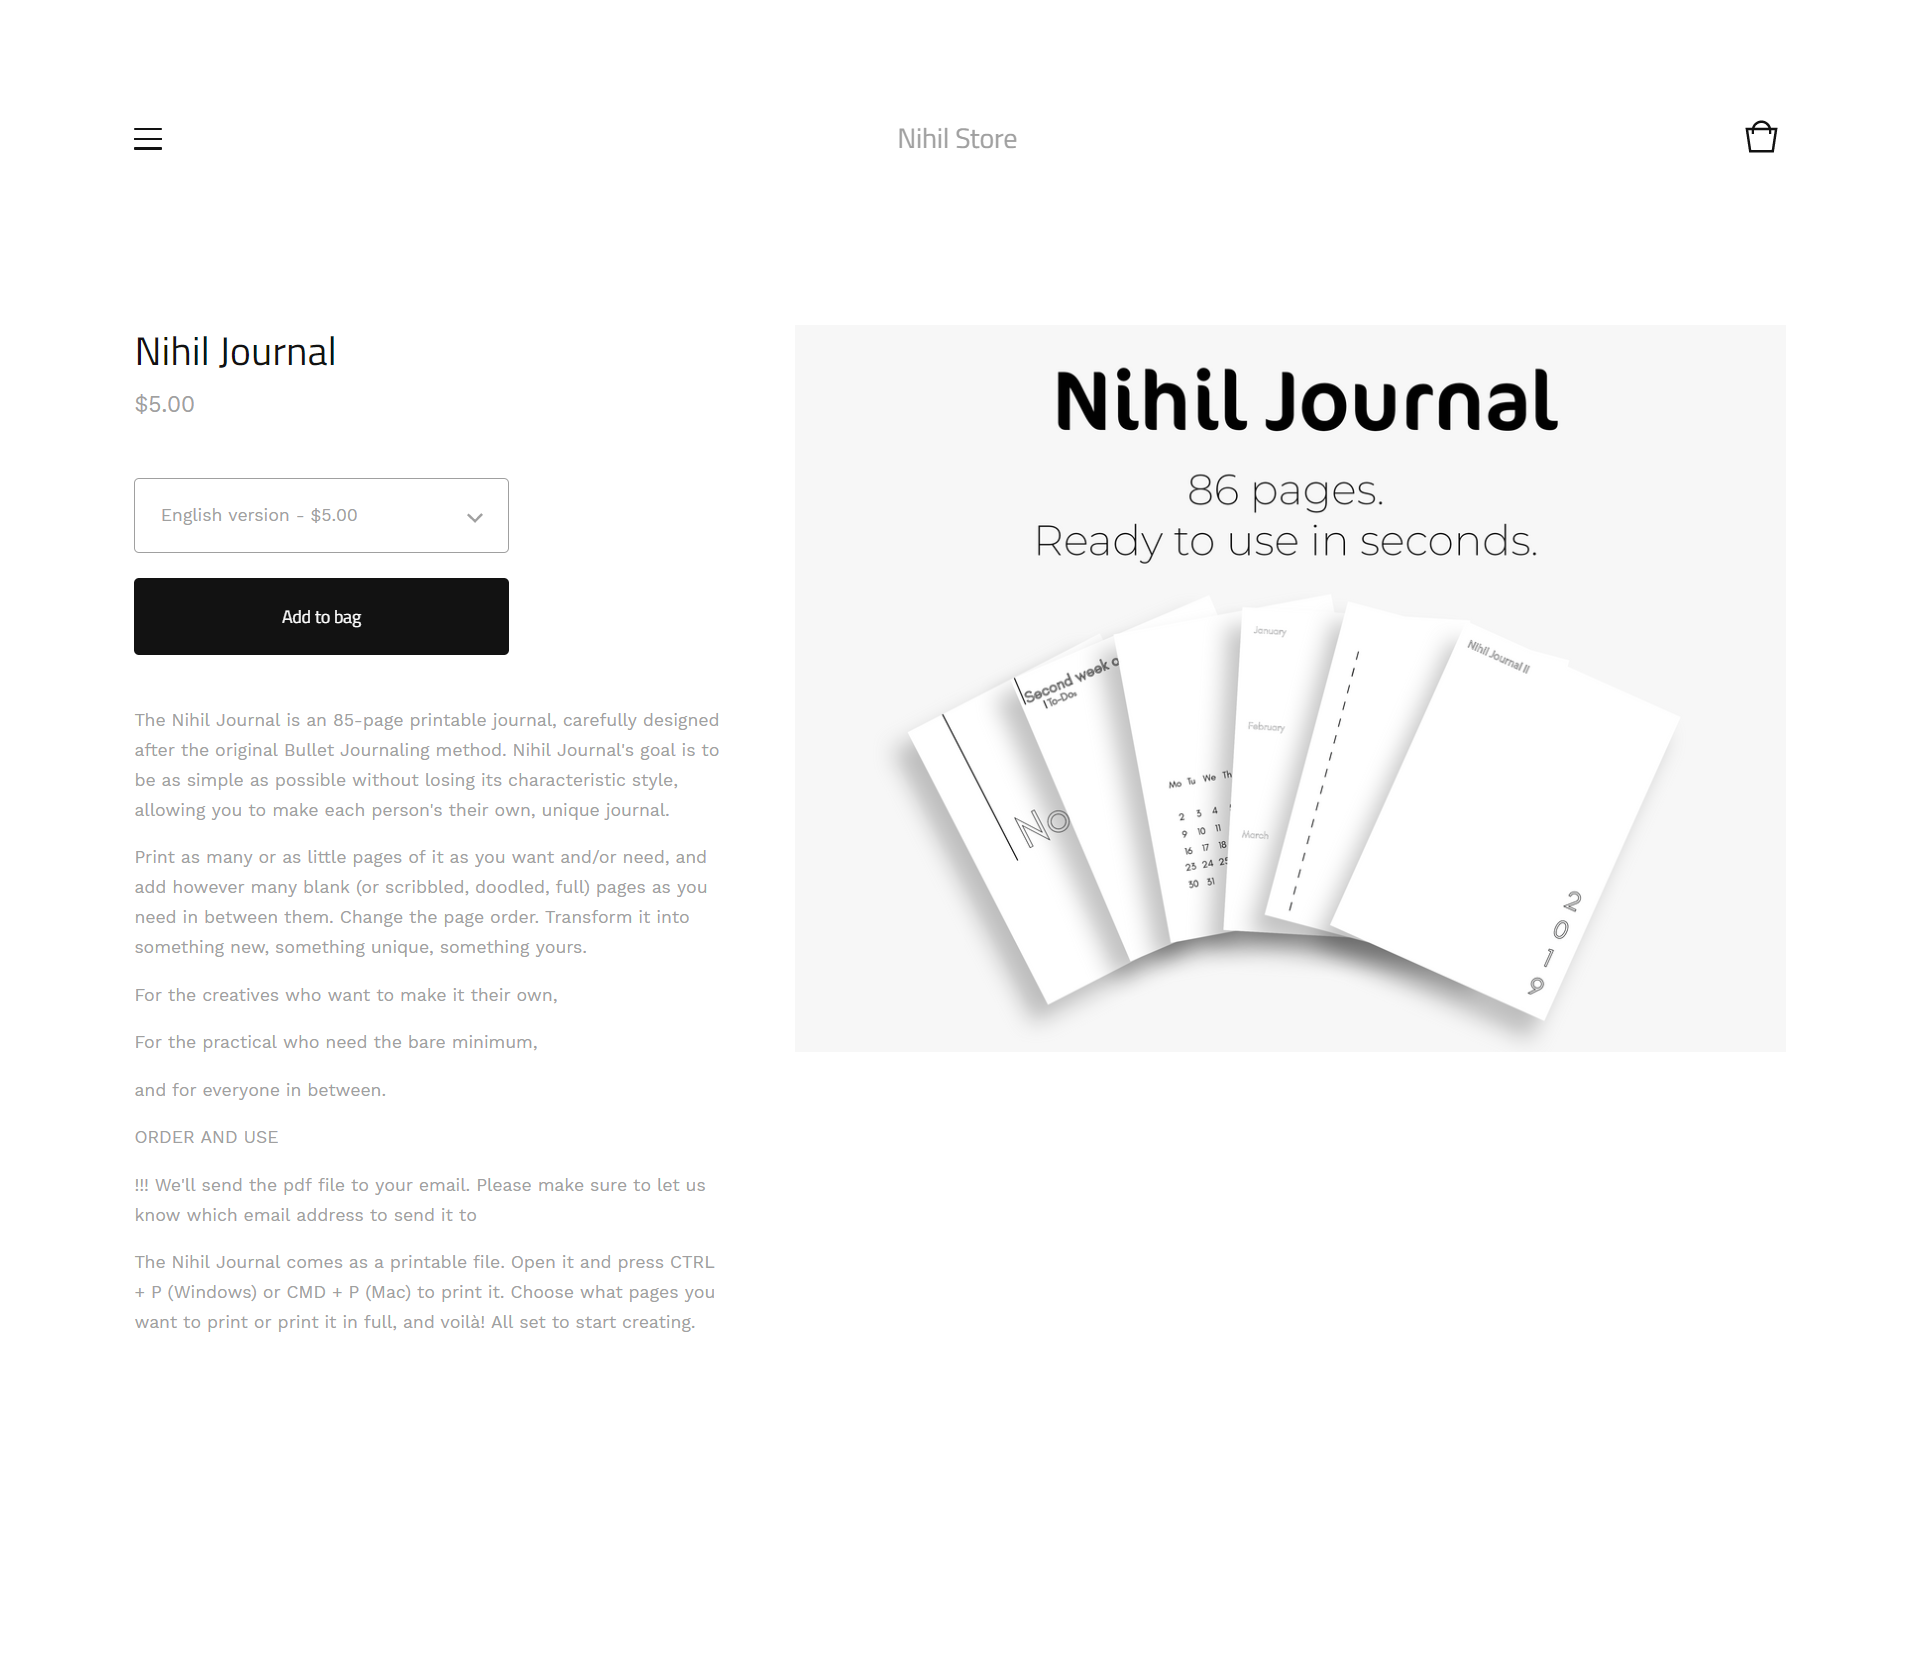 Nihil Store
Nihil Journal
$5.00
English version - $5.00
Add to bag
The Nihil Journal is an 85-page printable journal, carefully designed
after the original Bullet Journaling method. Nihil Journal's goal is to
be as simple as possible without losing its characteristic style,
allowing you to make each person's their own, unique journal.
Print as many or as little pages of it as you want and/or need, and
add however many blank (or scribbled, doodled, full) pages as you
need in between them. Change the page order. Transform it into
something new, something unique, something yours.
For the creatives who want to make it their own,
For the practical who need the bare minimum,
and for everyone in between.
ORDER AND USE
!!! We'll send the pdf file to your email. Please make sure to let us
know which email address to send it to
The Nihil Journal comes as a printable file. Open it and press CTRL
+ P (Windows) or CMD + P (Mac) to print it. Choose what pages you
want to print or print it in full, and voilà! All set to start creating.
Nihil Journal
86 pages.
Ready to use in seconds.
No
Second week o
To-Dos
Mo Tu We Th
2 3 4
9 10 11
16 17 18
23 24 25
30 31
January
February
March
Nihil Journal II
2
0
1
9